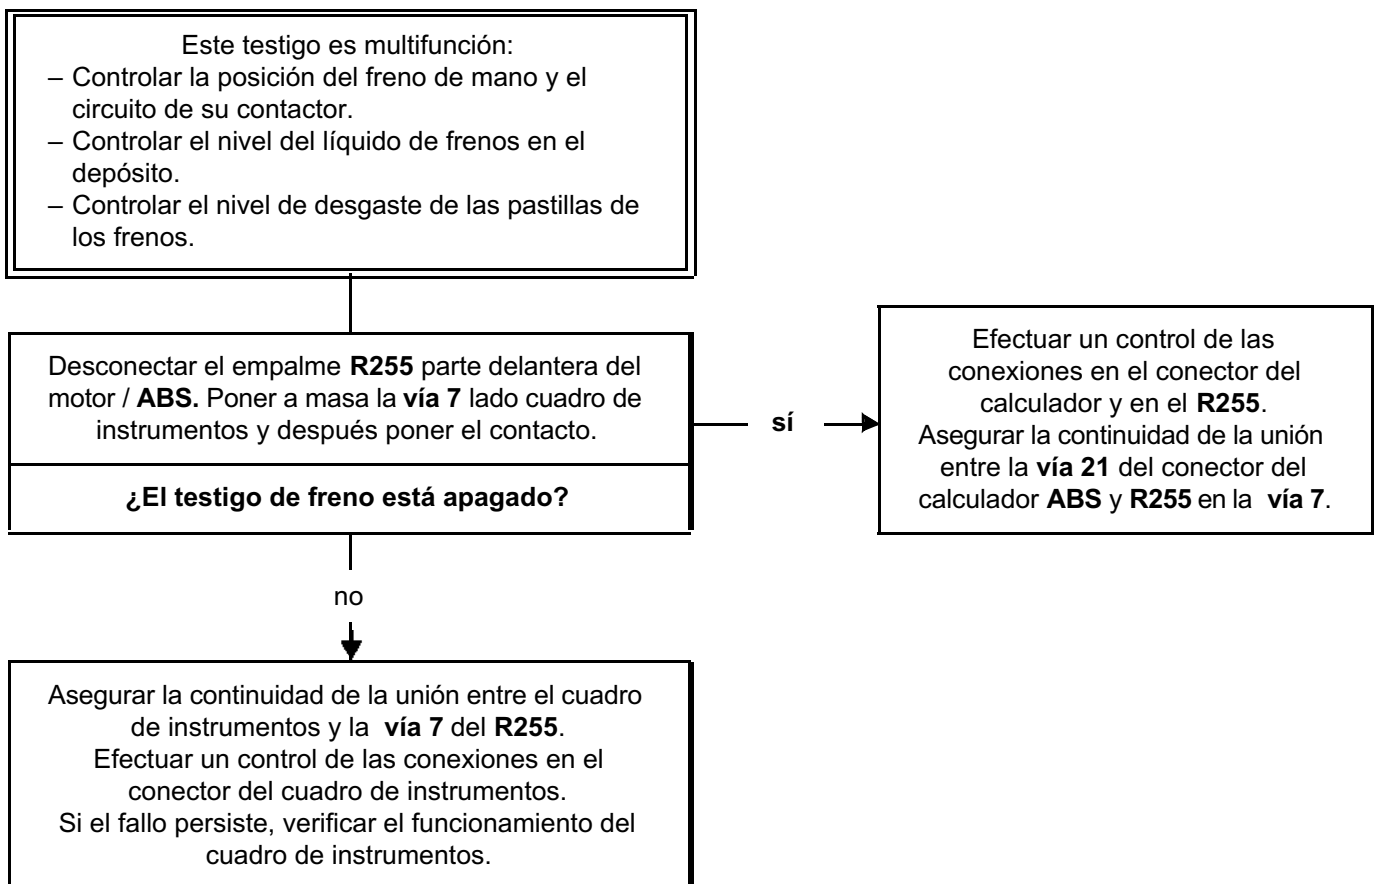 Este testigo es multifunción:
– Controlar la posición del freno de mano y el
circuito de su contactor.
– Controlar el nivel del líquido de frenos en el
depósito.
– Controlar el nivel de desgaste de las pastillas de
los frenos.
Desconectar el empalme R255 parte delantera del
motor / ABS. Poner a masa la vía 7 lado cuadro de
instrumentos y después poner el contacto.
¿El testigo de freno está apagado?
sí
Efectuar un control de las
conexiones en el conector del
calculador y en el R255.
Asegurar la continuidad de la unión
entre la vía 21 del conector del
calculador ABS y R255 en la vía 7.
no
Asegurar la continuidad de la unión entre el cuadro
de instrumentos y la vía 7 del R255.
Efectuar un control de las conexiones en el
conector del cuadro de instrumentos.
Si el fallo persiste, verificar el funcionamiento del
cuadro de instrumentos.